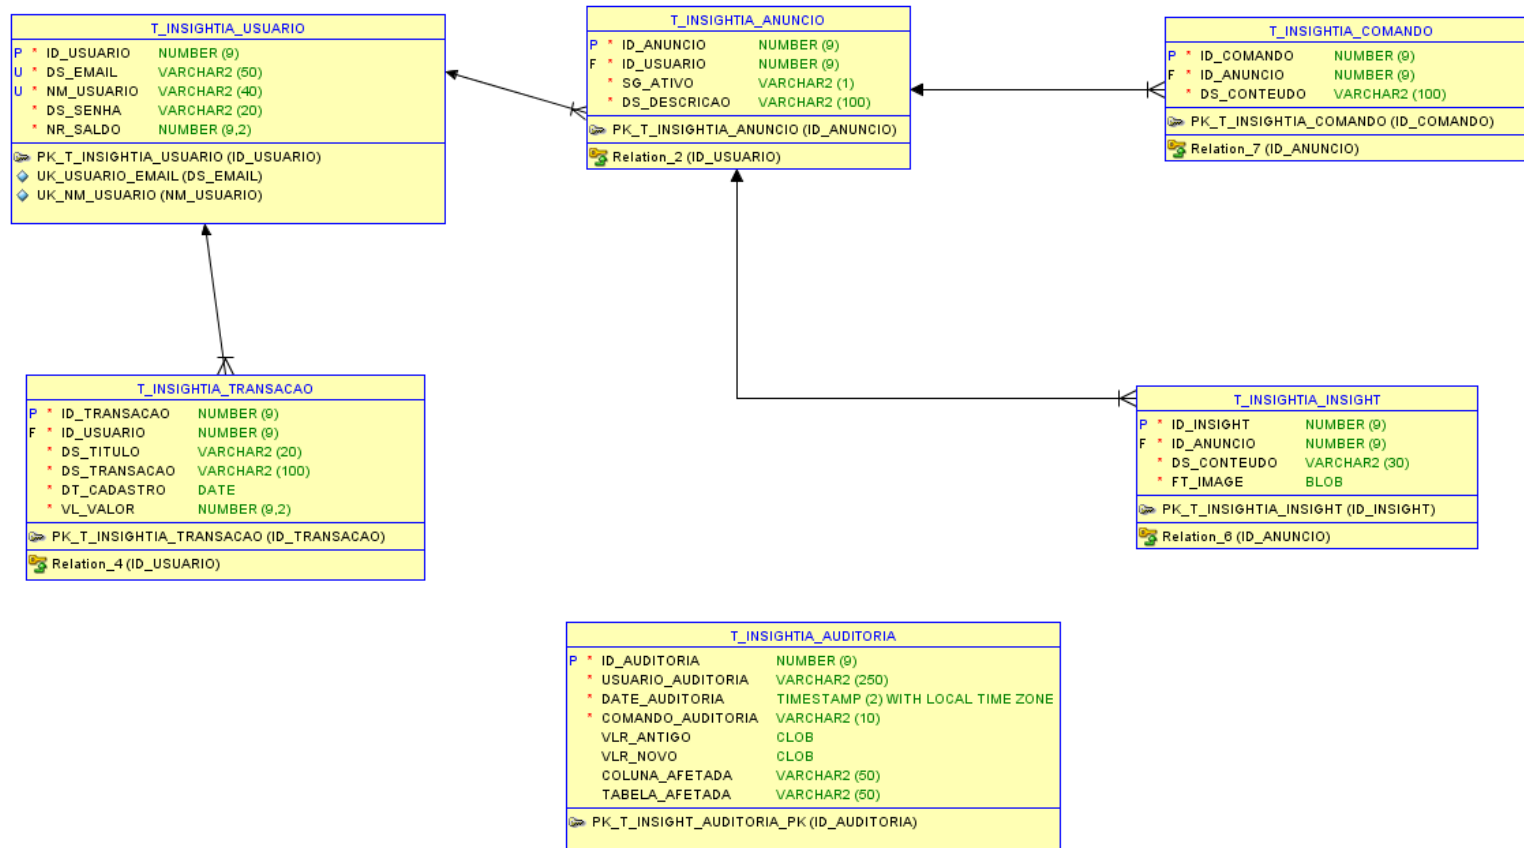 T_INSIGHTIA_USUARIO
P * ID_USUARIO NUMBER (9)
U * DS_EMAIL VARCHAR2 (50)
U * NM_USUARIO VARCHAR2 (40)
* DS_SENHA VARCHAR2 (20)
* NR_SALDO NUMBER (9,2)
PK_T_INSIGHTIA_USUARIO (ID_USUARIO)
UK_USUARIO_EMAIL (DS_EMAIL)
UK_NM_USUARIO (NM_USUARIO)
T_INSIGHTIA_ANUNCIO
P * ID_ANUNCIO NUMBER (9)
F * ID_USUARIO NUMBER (9)
* SG_ATIVO VARCHAR2 (1)
* DS_DESCRICAO VARCHAR2 (100)
PK_T_INSIGHTIA_ANUNCIO (ID_ANUNCIO)
Relation_2 (ID_USUARIO)
T_INSIGHTIA_COMANDO
P * ID_COMANDO NUMBER (9)
F * ID_ANUNCIO NUMBER (9)
* DS_CONTEUDO VARCHAR2 (100)
PK_T_INSIGHTIA_COMANDO (ID_COMANDO)
Relation_7 (ID_ANUNCIO)
T_INSIGHTIA_TRANSACAO
P * ID_TRANSACAO NUMBER (9)
F * ID_USUARIO NUMBER (9)
* DS_TITULO VARCHAR2 (20)
* DS_TRANSACAO VARCHAR2 (100)
* DT_CADASTRO DATE
* VL_VALOR NUMBER (9,2)
PK_T_INSIGHTIA_TRANSACAO (ID_TRANSACAO)
Relation_4 (ID_USUARIO)
T_INSIGHTIA_INSIGHT
P * ID_INSIGHT NUMBER (9)
F * ID_ANUNCIO NUMBER (9)
* DS_CONTEUDO VARCHAR2 (30)
* FT_IMAGE BLOB
PK_T_INSIGHTIA_INSIGHT (ID_INSIGHT)
Relation_6 (ID_ANUNCIO)
T_INSIGHTIA_AUDITORIA
P * ID_AUDITORIA NUMBER (9)
* USUARIO_AUDITORIA VARCHAR2 (250)
* DATE_AUDITORIA TIMESTAMP (2) WITH LOCAL TIME ZONE
* COMANDO_AUDITORIA VARCHAR2 (10)
VLR_ANTIGO CLOB
VLR_NOVO CLOB
COLUNA_AFETADA VARCHAR2 (50)
TABELA_AFETADA VARCHAR2 (50)
PK_T_INSIGHT_AUDITORIA_PK (ID_AUDITORIA)